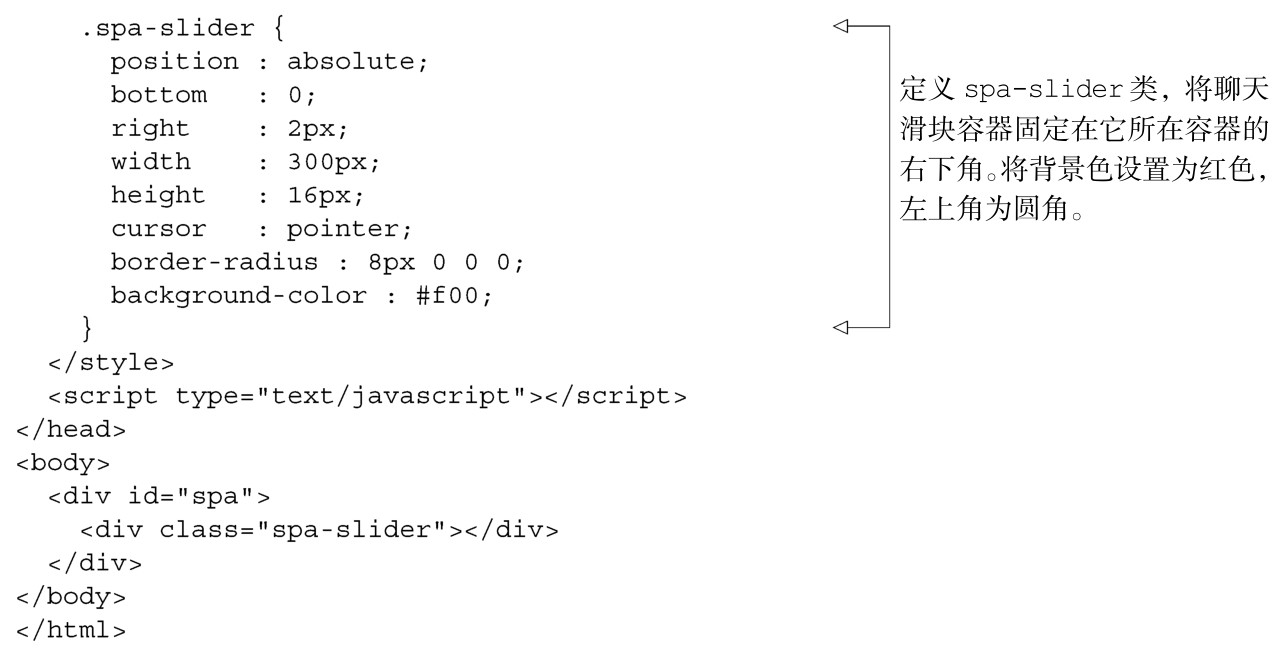 .spa-slider {
position : absolute;
bottom : 0;
right : 2px;
width : 300px;
height : 16px;
cursor : pointer;
border-radius : 8px 0 0 0;
background-color : #f00;
}
</style>
<script type="text/javascript"></script>
</head>
<body>
<div id="spa">
<div class="spa-slider"></div>
</div>
</body>
</html>
定义 spa-slider 类，将聊天
滑块容器固定在它所在容器的
右下角。将背景色设置为红色，
左上角为圆角。